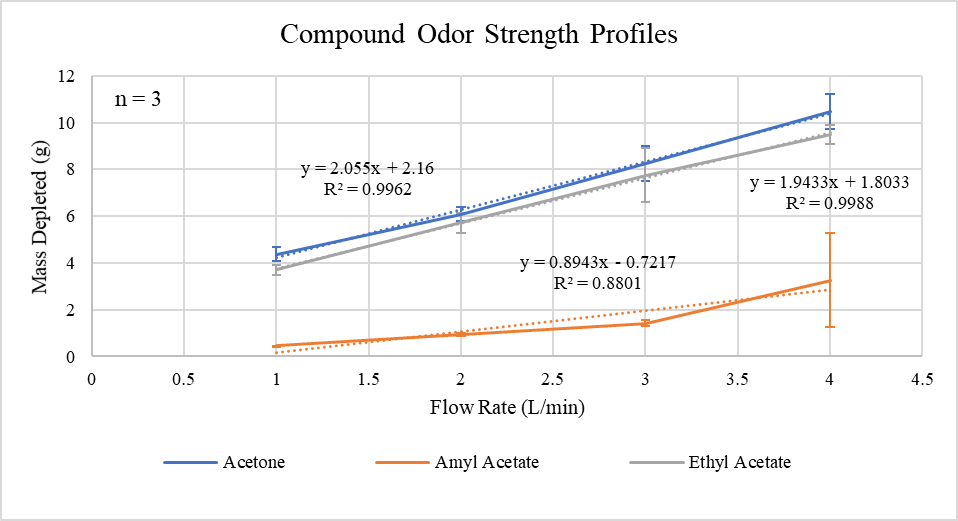 Compound Odor Strength Profiles
n = 3
12
10
8
6
4
2
0
Mass Depleted (g)
y = 2.055x + 2.16
R² = 0.9962
y = 1.9433x + 1.8033
R² = 0.9988
y = 0.8943x - 0.7217
R² = 0.8801
0 0.5 1 1.5 2 2.5 3 3.5 4 4.5
Flow Rate (L/min)
Acetone Amyl Acetate Ethyl Acetate